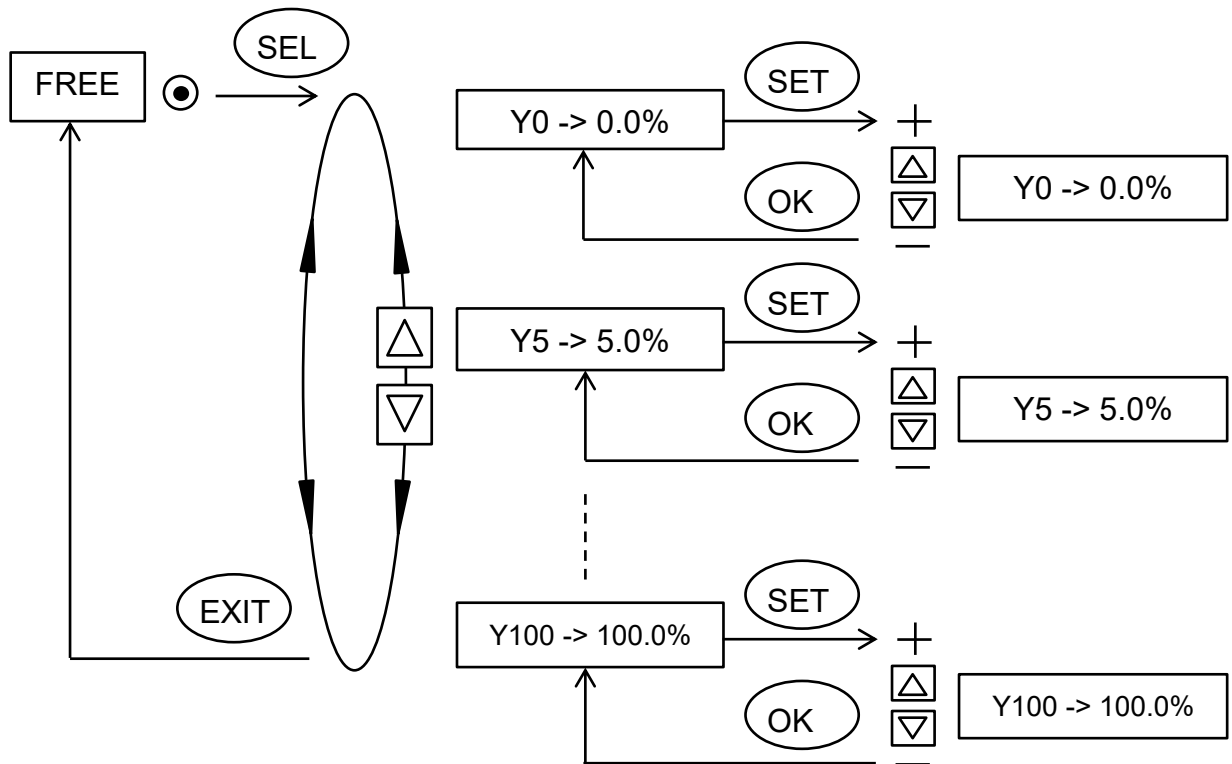 SEL
FREE
SET
Y0 -> 0.0%
+
OK
Y0 -> 0.0%
—
SET
Y5 -> 5.0%
+
OK
Y5 -> 5.0%
—
SET
EXIT
Y100 -> 100.0%
+
OK
Y100 -> 100.0%
—